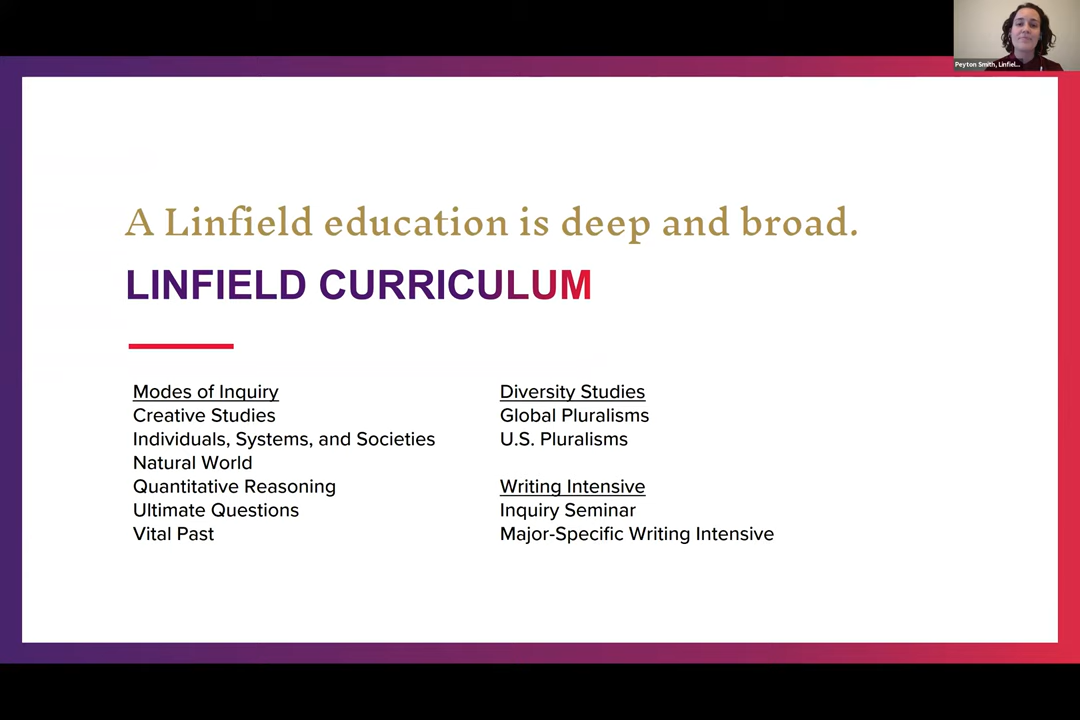 Peyton Smith, Linfiel...
A Linfield education is deep and broad.
LINFIELD CURRICULUM
Modes of Inquiry
Creative Studies
Individuals, Systems, and Societies
Natural World
Quantitative Reasoning
Ultimate Questions
Vital Past
Diversity Studies
Global Pluralisms
U.S. Pluralisms
Writing Intensive
Inquiry Seminar
Major-Specific Writing Intensive